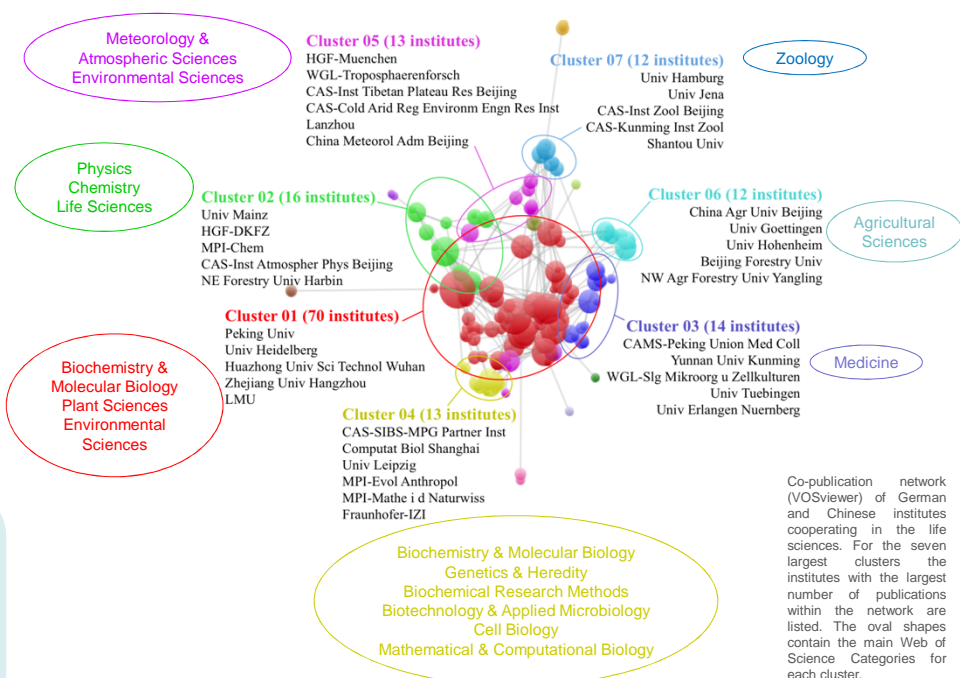 Meteorology &
Atmospheric Sciences
Environmental Sciences
Cluster 05 (13 institutes)
HGF-Muenchen
WGL-Troposphaerenforsch
CAS-Inst Tibetan Plateau Res Beijing
CAS-Cold Arid Reg Environm Engn Res Inst
Lanzhou
China Meteorol Adm Beijing
Cluster 07 (12 institutes)
Univ Hamburg
Univ Jena
CAS-Inst Zool Beijing
CAS-Kunming Inst Zool
Shantou Univ
Zoology
Physics
Chemistry
Life Sciences
Cluster 02 (16 institutes)
Univ Mainz
HGF-DKFZ
MPI-Chem
CAS-Inst Atmospher Phys Beijing
NE Forestry Univ Harbin
Cluster 06 (12 institutes)
China Agr Univ Beijing
Univ Goettingen
Univ Hohenheim
Beijing Forestry Univ
NW Agr Forestry Univ Yangling
Agricultural
Sciences
Cluster 01 (70 institutes)
Peking Univ
Univ Heidelberg
Huazhong Univ Sci Technol Wuhan
Zhejiang Univ Hangzhou
LMU
Biochemistry &
Molecular Biology
Plant Sciences
Environmental
Sciences
Cluster 03 (14 institutes)
CAMS-Peking Union Med Coll
Yunnan Univ Kunming
WGL-Slg Mikroorg u Zellkulturen
Univ Tuebingen
Univ Erlangen Nuernberg
Medicine
Cluster 04 (13 institutes)
CAS-SIBS-MPG Partner Inst
Computat Biol Shanghai
Univ Leipzig
MPI-Evol Anthropol
MPI-Mathe i d Naturwiss
Fraunhofer-IZI
Biochemistry & Molecular Biology
Genetics & Heredity
Biochemical Research Methods
Biotechnology & Applied Microbiology
Cell Biology
Mathematical & Computational Biology
Co-publication network
(VOSviewer) of German
and Chinese institutes
cooperating in the life
sciences. For the seven
largest clusters the
institutes with the largest
number of publications
within the network are
listed. The oval shapes
contain the main Web of
Science Categories for
each cluster.